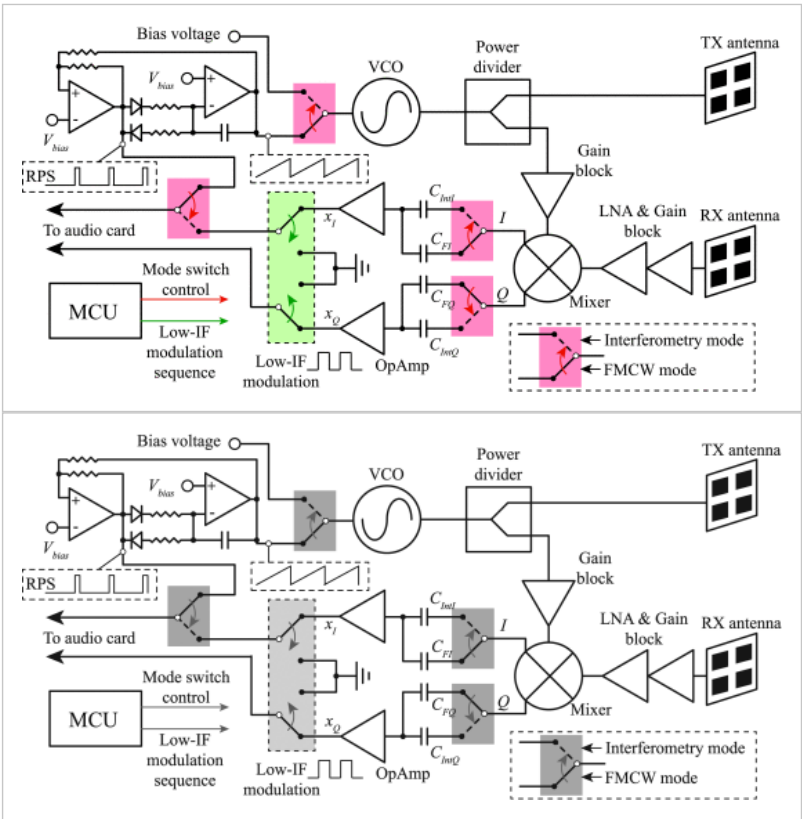 Bias voltage
VCO
Power
divider
TX antenna
V_bias
+
-
+
-
V_bias
RPS
Gain
block
LNA & Gain
block
RX antenna
C_IntI
I
C_FI
x_I
To audio card
Mode switch
control
MCU
Low-IF
modulation
sequence
C_FQ
Q
C_IntQ
x_Q
OpAmp
Low-IF
modulation
Mixer
Interferometry mode
FMCW mode
Bias voltage
VCO
Power
divider
TX antenna
V_bias
+
-
+
-
V_bias
RPS
Gain
block
LNA & Gain
block
RX antenna
C_IntI
I
C_FI
x_I
To audio card
Mode switch
control
MCU
Low-IF
modulation
sequence
C_FQ
Q
C_IntQ
x_Q
OpAmp
Low-IF
modulation
Mixer
Interferometry mode
FMCW mode